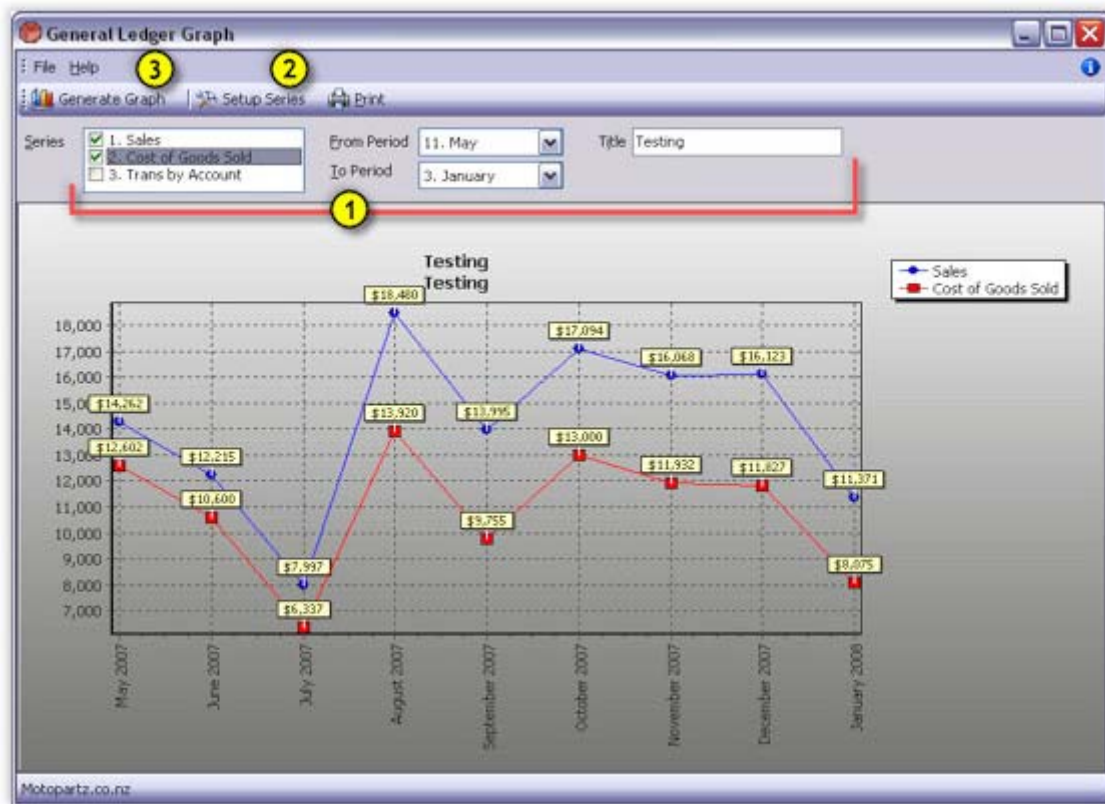 General Ledger Graph
File Help
3
2
Generate Graph Setup Series Print
Series
1. Sales
2. Cost of Goods Sold
3. Trans by Account
From Period 11. May
To Period 3. January
Title Testing
1
Testing
Testing
Sales
Cost of Goods Sold
18,000
17,000
16,000
15,0
14,000
13,0
12,000
11,000
10,000
9,000
8,000
7,000
$14,262
$12,215
$7,997
$18,480
$13,995
$17,094
$16,068
$16,123
$11,371
$12,602
$10,600
$6,337
$13,920
$9,755
$13,000
$11,932
$11,827
$8,075
May 2007
June 2007
July 2007
August 2007
September 2007
October 2007
November 2007
December 2007
January 2008
Motopartz.co.nz